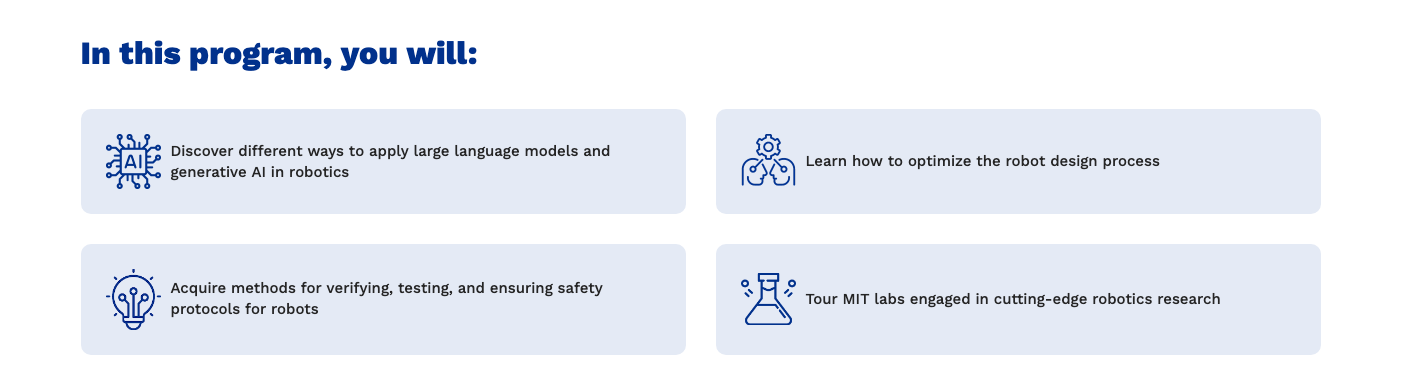 In this program, you will:
AI
Discover different ways to apply large language models and
generative AI in robotics
Learn how to optimize the robot design process
Acquire methods for verifying, testing, and ensuring safety
protocols for robots
Tour MIT labs engaged in cutting-edge robotics research